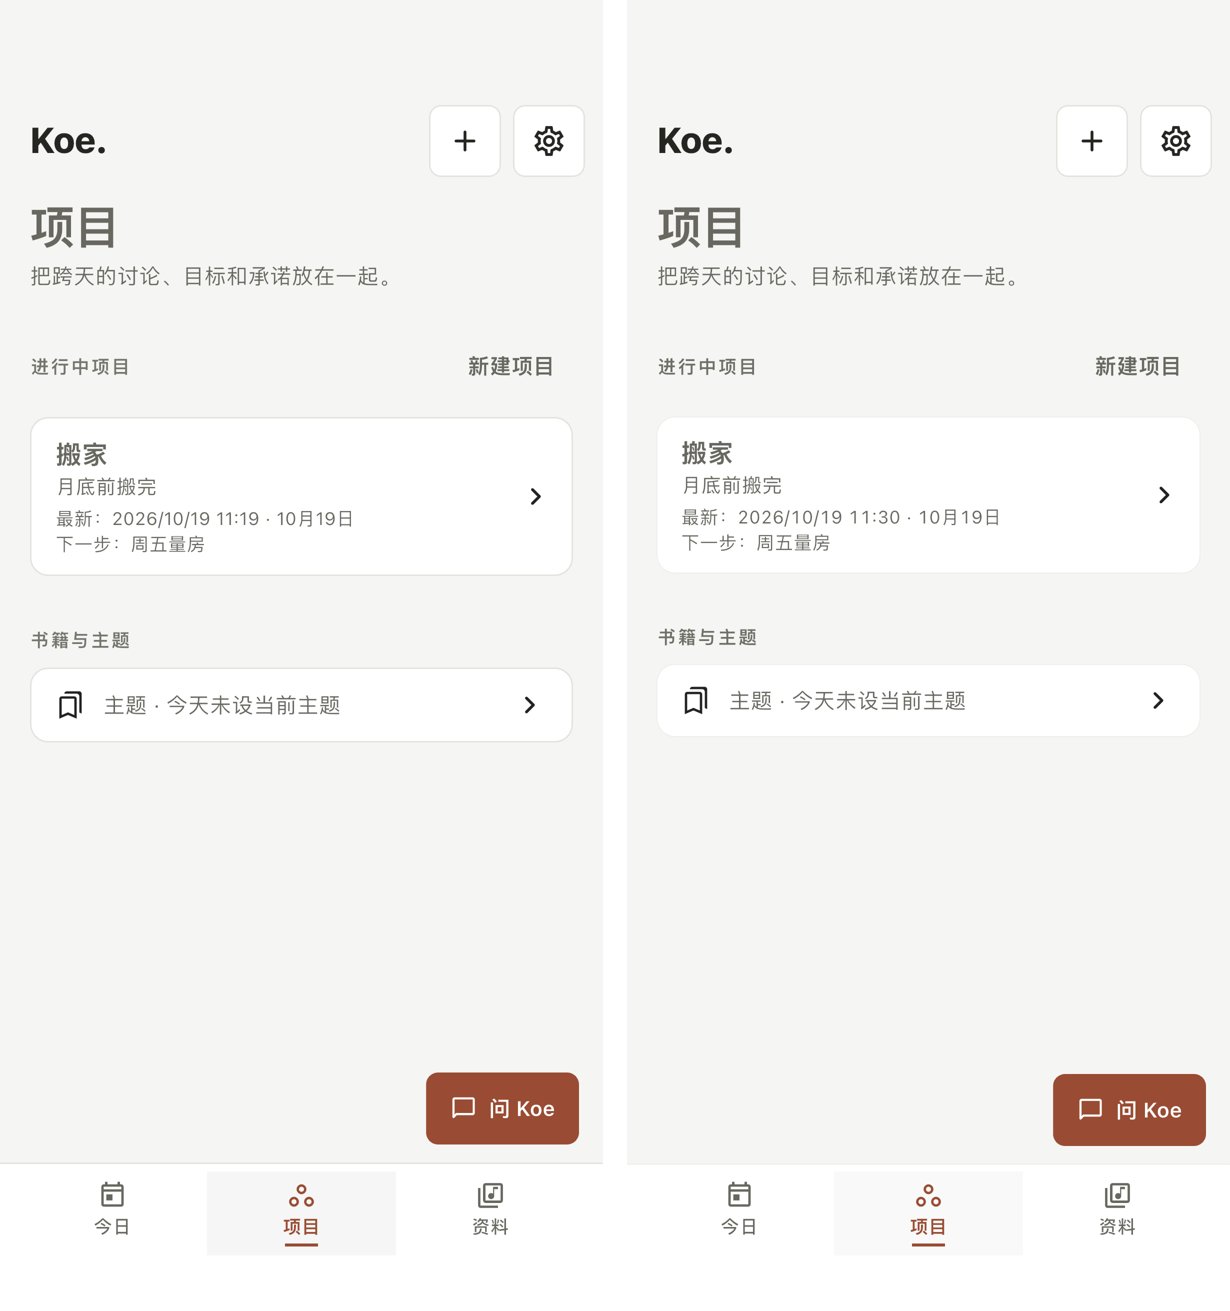 Koe.
项目
把跨天的讨论、目标和承诺放在一起。
进行中项目
新建项目
搬家
月底前搬完
最新：2026/10/19 11:19 · 10月19日
下一步：周五量房
书籍与主题
主题 · 今天未设当前主题
问 Koe
今日
项目
资料
Koe.
项目
把跨天的讨论、目标和承诺放在一起。
进行中项目
新建项目
搬家
月底前搬完
最新：2026/10/19 11:30 · 10月19日
下一步：周五量房
书籍与主题
主题 · 今天未设当前主题
问 Koe
今日
项目
资料